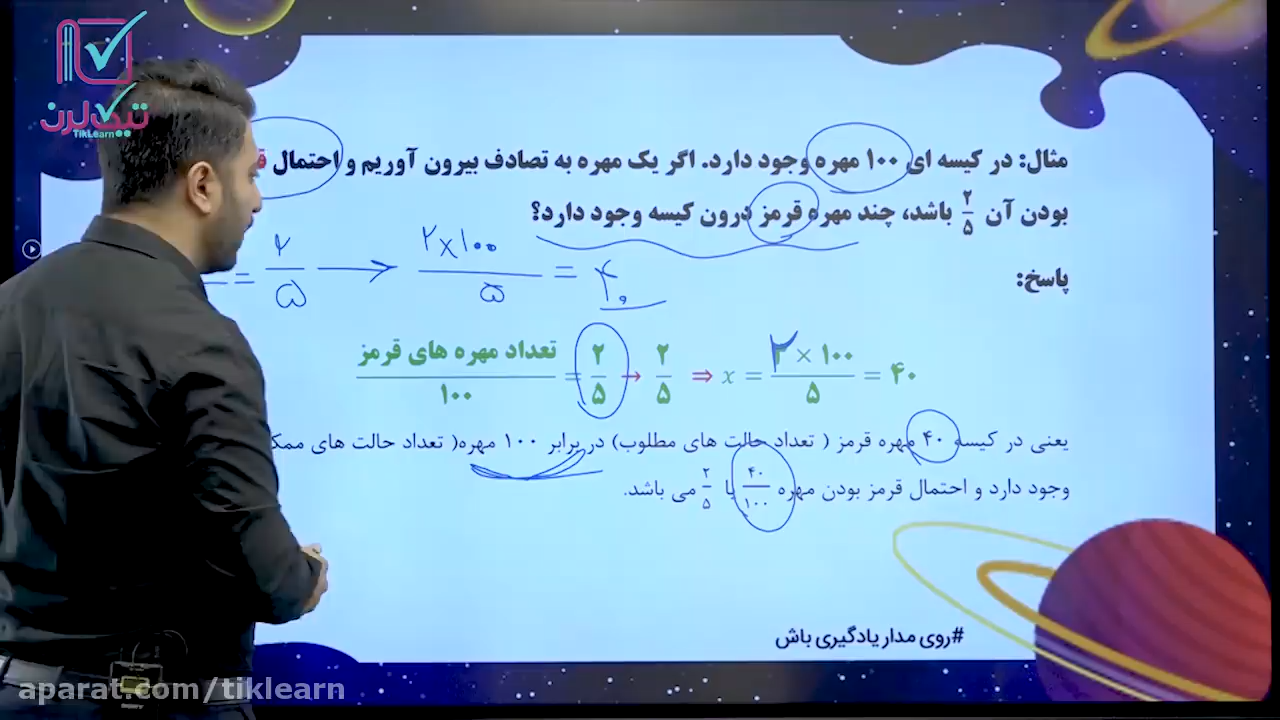 تیک لرن
TikLearn
مثال: در کیسه ای ۱۰۰ مهره وجود دارد. اگر یک مهره به تصادف بیرون آوریم و احتمال
بودن آن ۲/۵ باشد، چند مهره قرمز درون کیسه وجود دارد؟
= ۲/۵ → ۲×۱۰۰/۵ = ۴۰
پاسخ:
تعداد مهره های قرمز/۱۰۰ = ۲/۵ → ۲/۵ ⇒ x = ۲ × ۱۰۰/۵ = ۴۰
یعنی در کیسه ۴۰ مهره قرمز ( تعداد حالت های مطلوب) در برابر ۱۰۰ مهره( تعداد حالت های
وجود دارد و احتمال قرمز بودن مهره ۴۰/۱۰۰ یا ۲/۵ می باشد.
#روی مدار یادگیری باش
aparat.com/tiklearn